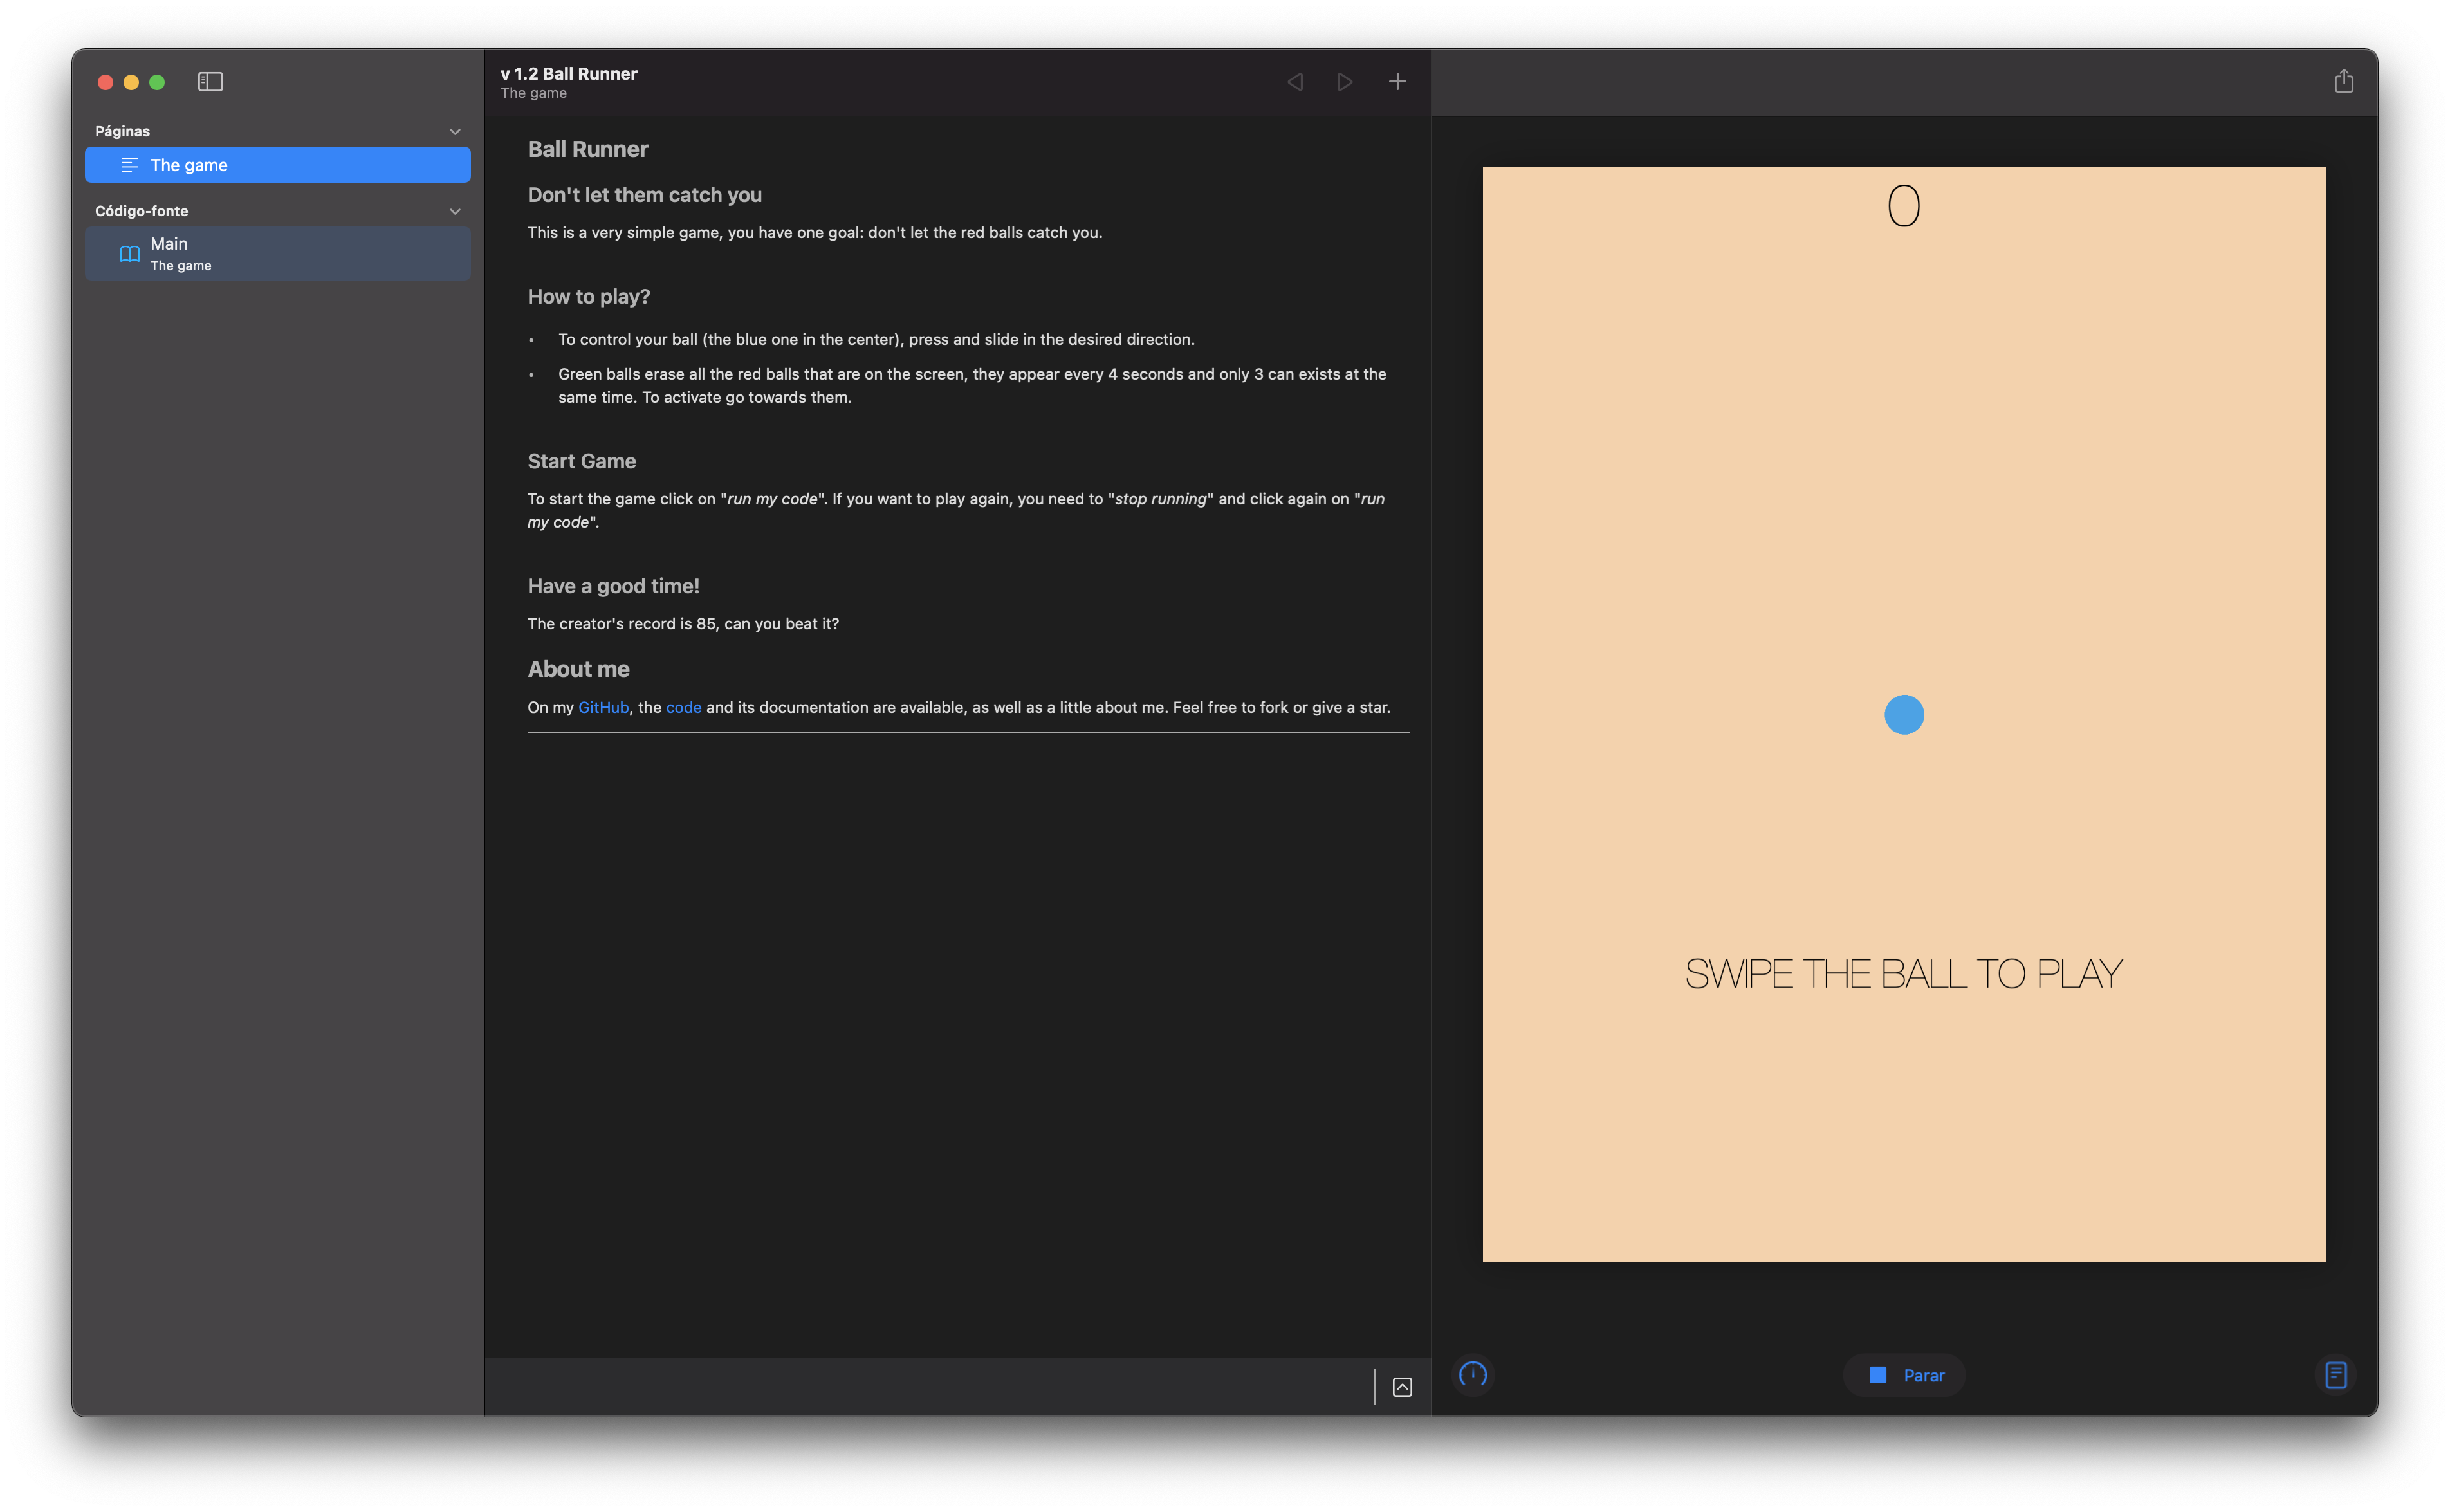 Páginas
The game
Código-fonte
Main
The game
v 1.2 Ball Runner
The game
Ball Runner
Don't let them catch you
This is a very simple game, you have one goal: don't let the red balls catch you.
How to play?
• To control your ball (the blue one in the center), press and slide in the desired direction.
• Green balls erase all the red balls that are on the screen, they appear every 4 seconds and only 3 can exists at the
same time. To activate go towards them.
Start Game
To start the game click on "run my code". If you want to play again, you need to "stop running" and click again on "run
my code".
Have a good time!
The creator's record is 85, can you beat it?
About me
On my GitHub, the code and its documentation are available, as well as a little about me. Feel free to fork or give a star.
0
SWIPE THE BALL TO PLAY
Parar